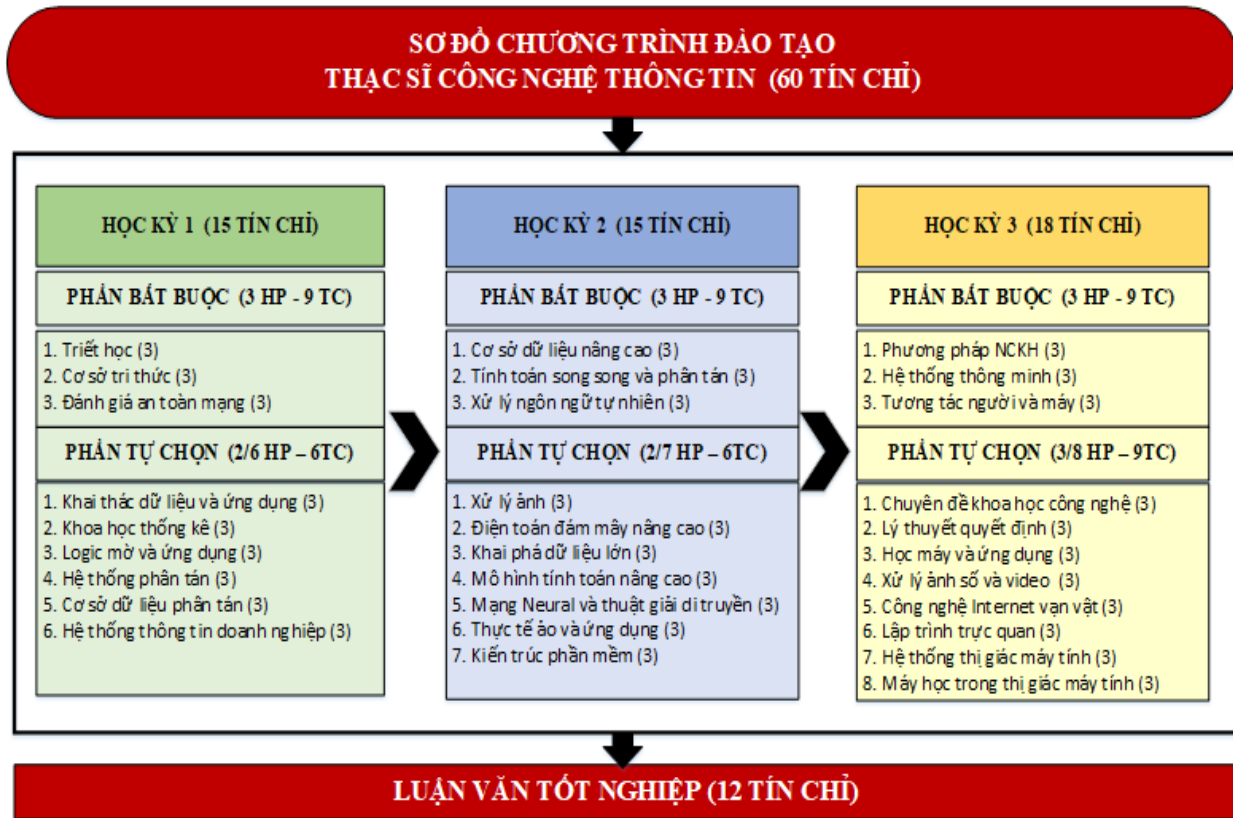 SƠ ĐỒ CHƯƠNG TRÌNH ĐÀO TẠO
THẠC SĨ CÔNG NGHỆ THÔNG TIN (60 TÍN CHỈ)
HỌC KỲ 1 (15 TÍN CHỈ)
PHẦN BẮT BUỘC (3 HP - 9 TC)
1. Triết học (3)
2. Cơ sở tri thức (3)
3. Đánh giá an toàn mạng (3)
PHẦN TỰ CHỌN (2/6 HP – 6TC)
1. Khai thác dữ liệu và ứng dụng (3)
2. Khoa học thống kê (3)
3. Logic mờ và ứng dụng (3)
4. Hệ thống phân tán (3)
5. Cơ sở dữ liệu phân tán (3)
6. Hệ thống thông tin doanh nghiệp (3)
HỌC KỲ 2 (15 TÍN CHỈ)
PHẦN BẮT BUỘC (3 HP - 9 TC)
1. Cơ sở dữ liệu nâng cao (3)
2. Tính toán song song và phân tán (3)
3. Xử lý ngôn ngữ tự nhiên (3)
PHẦN TỰ CHỌN (2/7 HP – 6TC)
1. Xử lý ảnh (3)
2. Điện toán đám mây nâng cao (3)
3. Khai phá dữ liệu lớn (3)
4. Mô hình tính toán nâng cao (3)
5. Mạng Neural và thuật giải di truyền (3)
6. Thực tế ảo và ứng dụng (3)
7. Kiến trúc phần mềm (3)
HỌC KỲ 3 (18 TÍN CHỈ)
PHẦN BẮT BUỘC (3 HP - 9 TC)
1. Phương pháp NCKH (3)
2. Hệ thống thông minh (3)
3. Tương tác người và máy (3)
PHẦN TỰ CHỌN (3/8 HP – 9TC)
1. Chuyên đề khoa học công nghệ (3)
2. Lý thuyết quyết định (3)
3. Học máy và ứng dụng (3)
4. Xử lý ảnh số và video (3)
5. Công nghệ Internet vạn vật (3)
6. Lập trình trực quan (3)
7. Hệ thống thị giác máy tính (3)
8. Máy học trong thị giác máy tính (3)
LUẬN VĂN TỐT NGHIỆP (12 TÍN CHỈ)